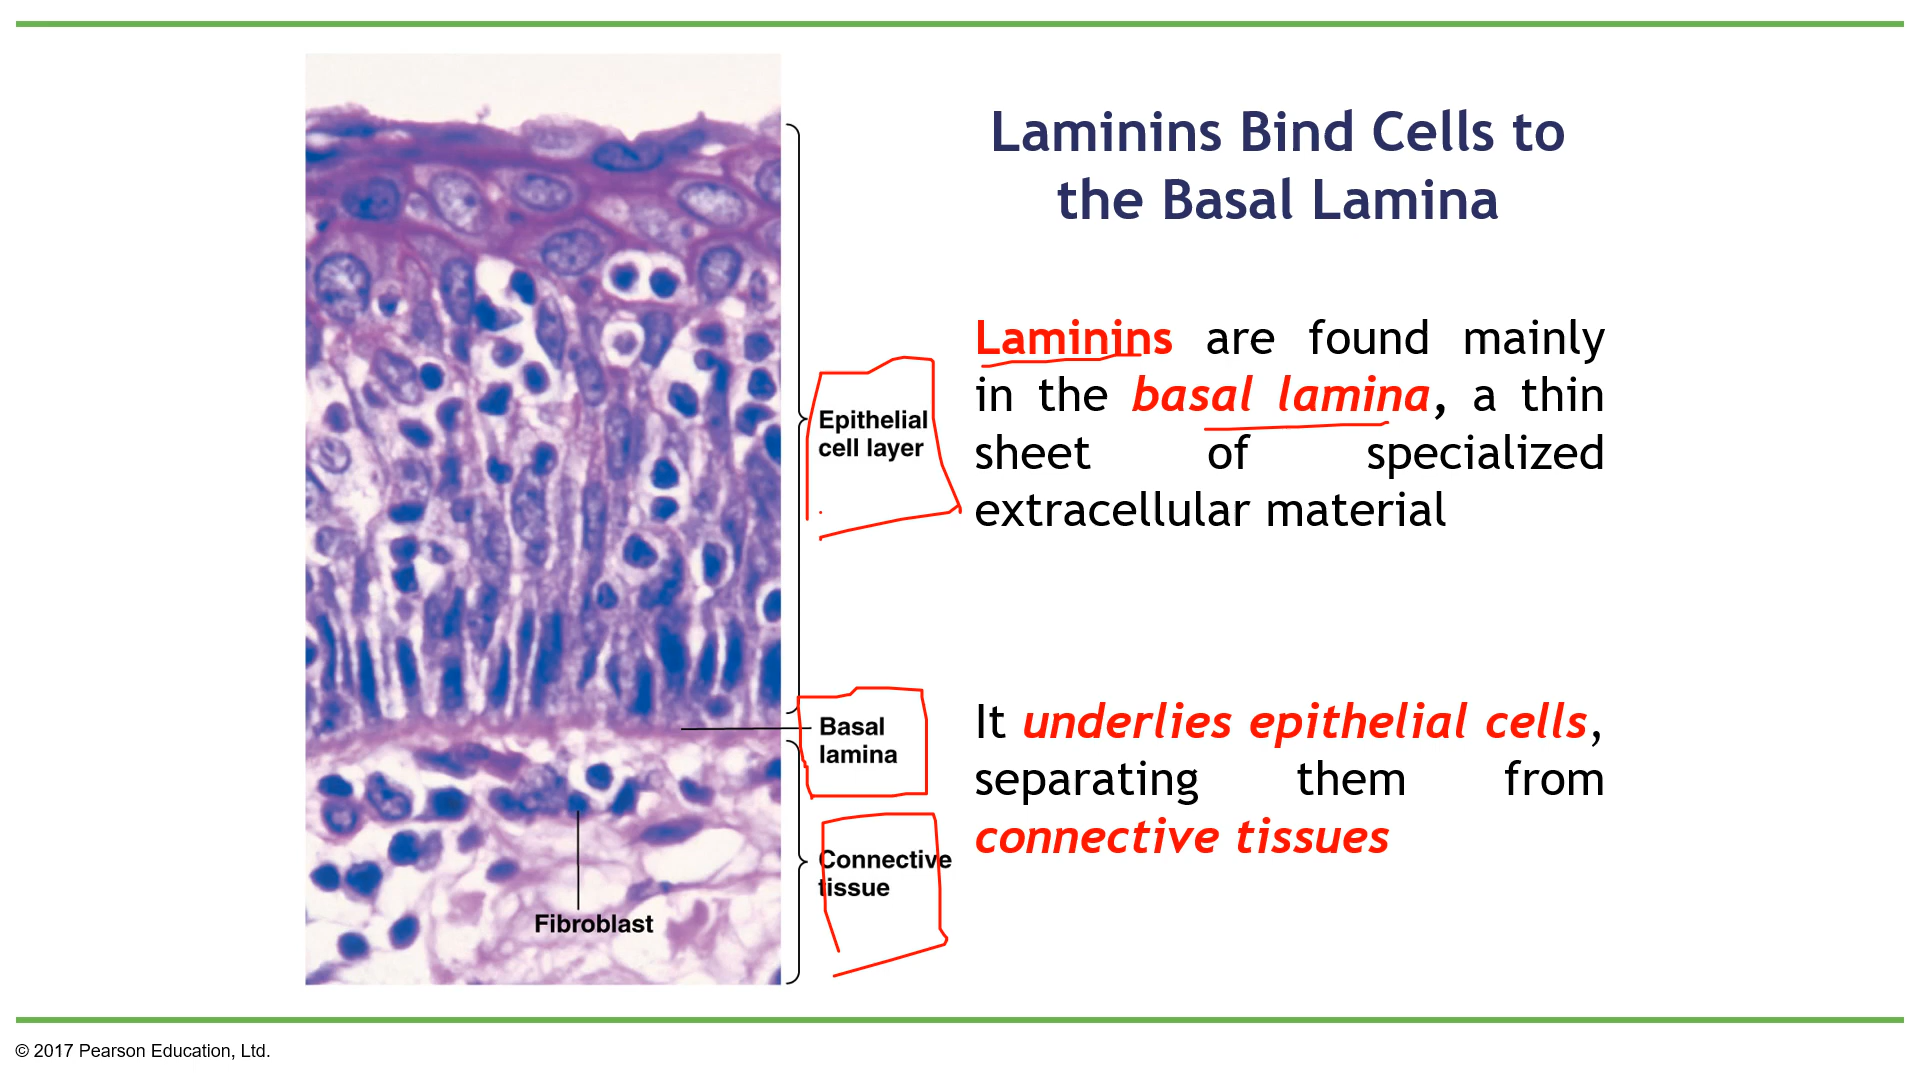 Laminins Bind Cells to
the Basal Lamina
Laminins are found mainly
in the basal lamina, a thin
sheet of specialized
extracellular material
It underlies epithelial cells,
separating them from
connective tissues
Epithelial
cell layer
Basal
lamina
Connective
tissue
Fibroblast
© 2017 Pearson Education, Ltd.